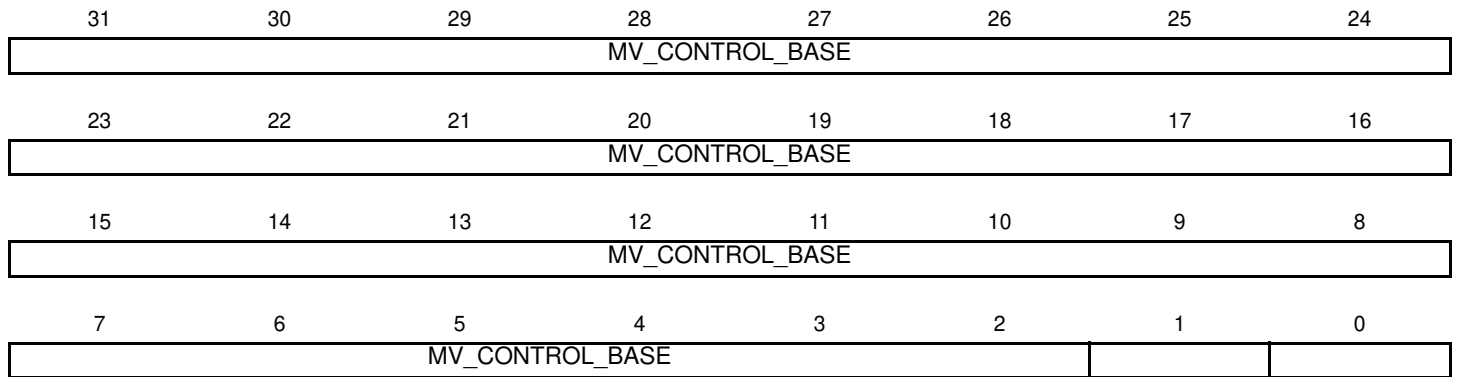 31 30 29 28 27 26 25 24
MV_CONTROL_BASE
23 22 21 20 19 18 17 16
MV_CONTROL_BASE
15 14 13 12 11 10 9 8
MV_CONTROL_BASE
7 6 5 4 3 2 1 0
MV_CONTROL_BASE